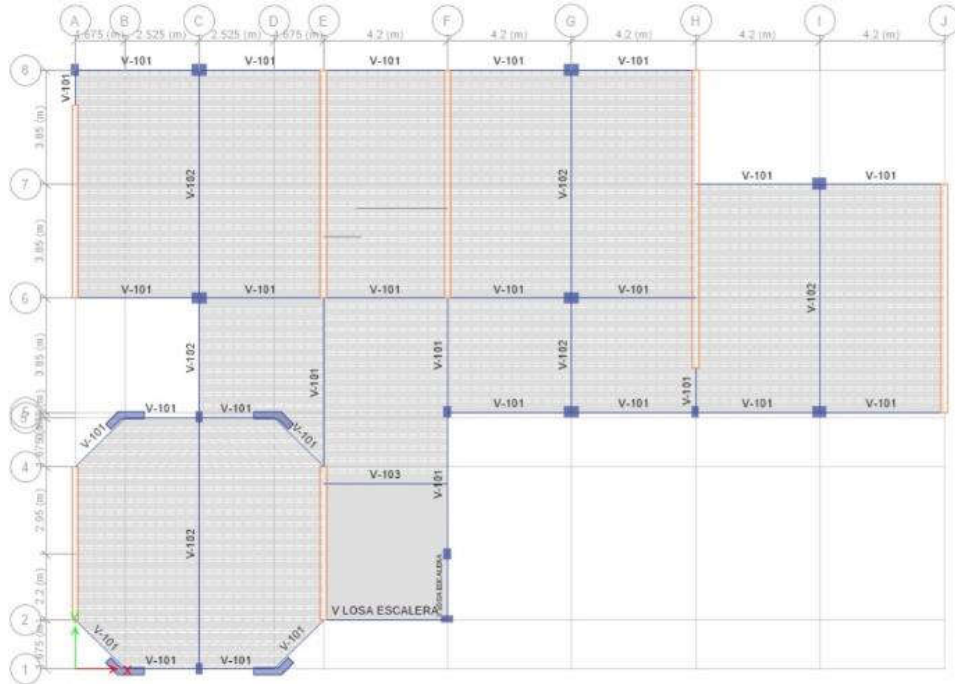 A B C D E F G H I J
1.675 (m) 2.525 (m) 2.525 (m) 1.675 (m) 4.2 (m) 4.2 (m) 4.2 (m) 4.2 (m) 4.2 (m)
8 V-101 V-101 V-101 V-101 V-101
V-101
3.85 (m)
7 V-102 V-102 V-101 V-101
3.85 (m)
V-102
6 V-101 V-101 V-101 V-101 V-101
3.85 (m)
V-102 V-101 V-101 V-102 V-101
V-101 V-101 V-101 V-101 V-101 V-101
V-101 V-101
4 V-103
V-101
2.95 (m)
V-102
2.2 (m)
2 V LOSA ESCALERA
V-101
1.675 (m)
1 V-101 V-101